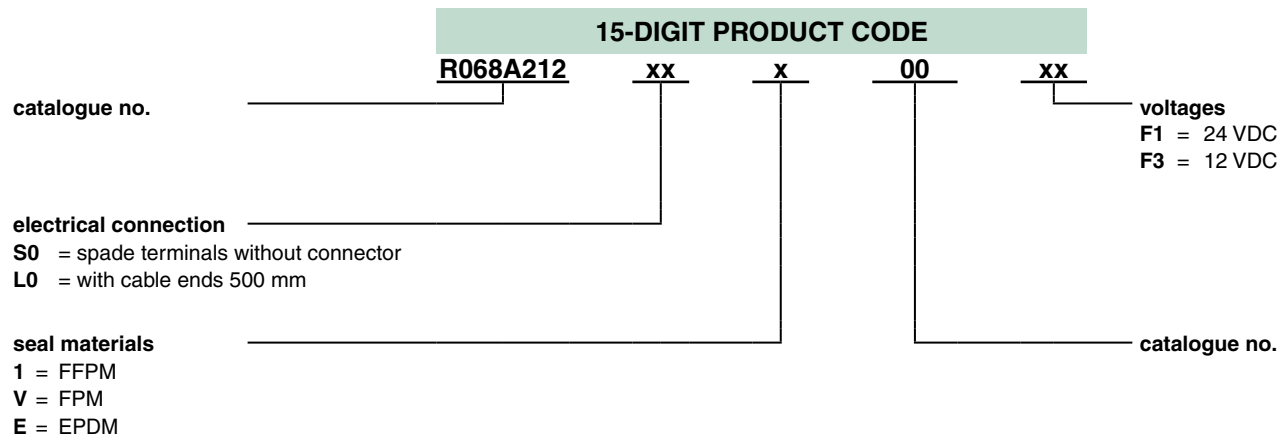 15-DIGIT PRODUCT CODE
R068A212 xx x 00 xx
catalogue no.
voltages
F1 = 24 VDC
F3 = 12 VDC
electrical connection
S0 = spade terminals without connector
L0 = with cable ends 500 mm
seal materials
1 = FFPM
V = FPM
E = EPDM
catalogue no.